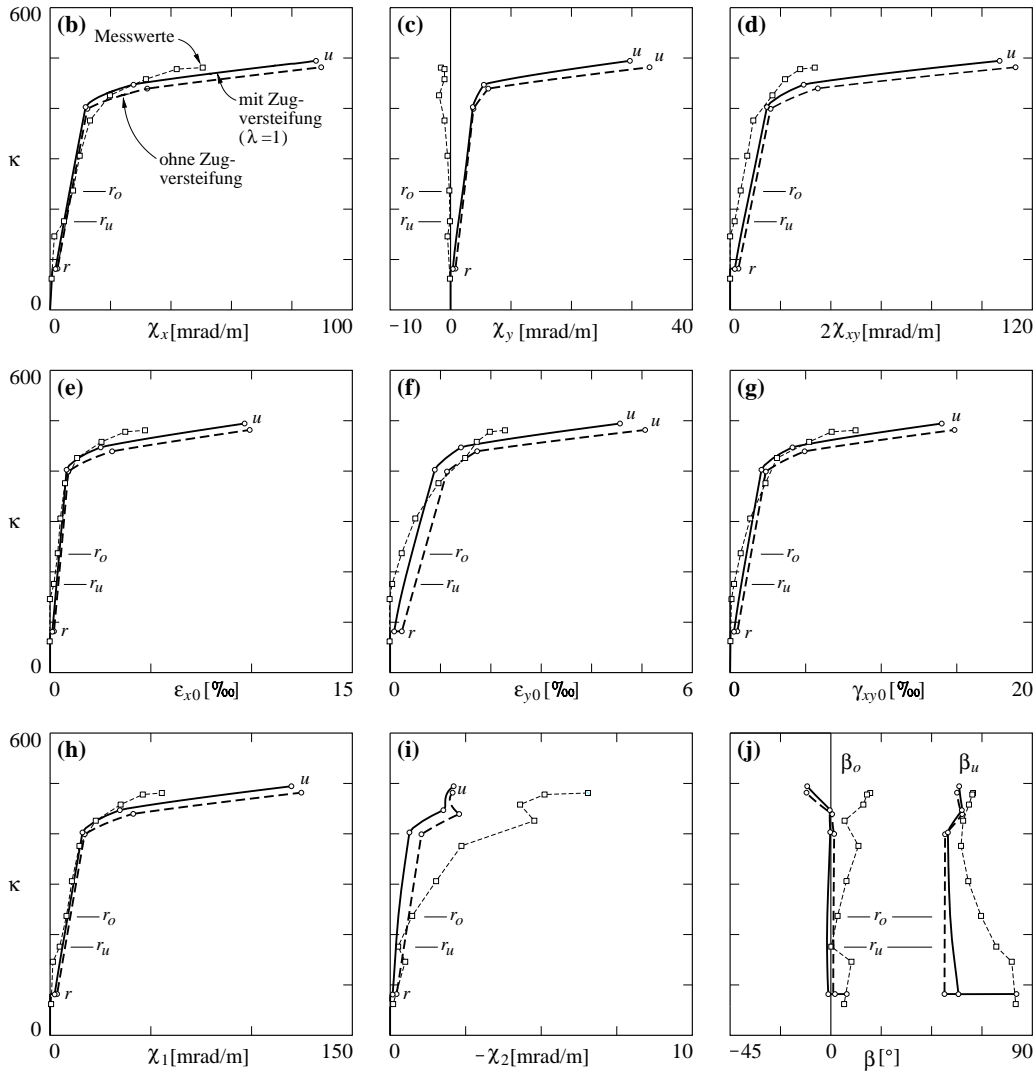 600
(b)
Messwerte
u
mit Zug-
versteifung
(λ=1)
ohne Zug-
versteifung
κ
r_o
r_u
r
0
0
χ_x [mrad/m]
100
(c)
u
u
r_o
r_u
r
−10
0
χ_y [mrad/m]
40
(d)
u
u
r_o
r_u
r
0
2χ_xy [mrad/m]
120
600
(e)
u
κ
r_o
r_u
r
0
0
ε_x0 [‰]
15
(f)
u
u
r_o
r_u
r
0
ε_y0 [‰]
6
(g)
u
r_o
r_u
r
0
γ_xy0 [‰]
20
600
(h)
u
κ
r_o
r_u
r
0
0
χ_1 [mrad/m]
150
(i)
u
r_o
r_u
r
0
−χ_2 [mrad/m]
10
(j)
β_o
β_u
r_o
r_u
−45
0
β [°]
90